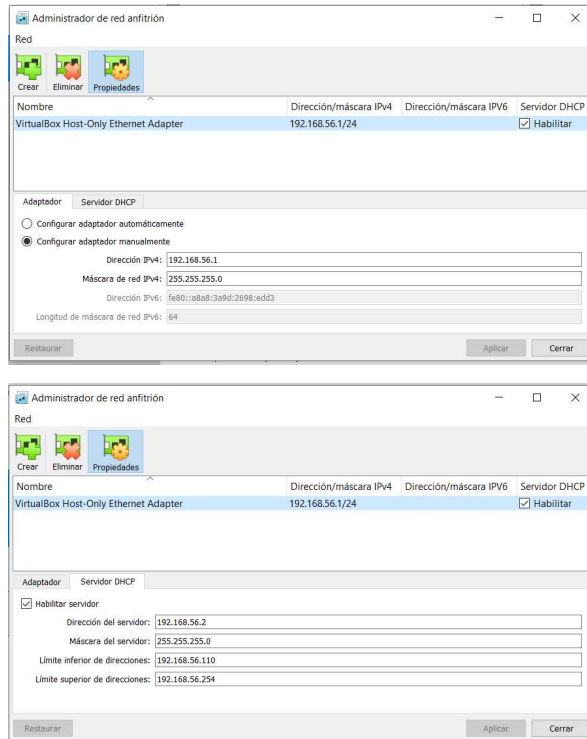 Administrador de red anfitrión
Red
Crear Eliminar Propiedades
Nombre Dirección/máscara IPv4 Dirección/máscara IPV6 Servidor DHCP
VirtualBox Host-Only Ethernet Adapter 192.168.56.1/24 Habilitar
Adaptador Servidor DHCP
Configurar adaptador automáticamente
Configurar adaptador manualmente
Dirección IPv4: 192.168.56.1
Máscara de red IPv4: 255.255.255.0
Dirección IPv6: fe80::a8a8:3a9d:2698:edd3
Longitud de máscara de red IPv6: 64
Restaurar Aplicar Cerrar
Administrador de red anfitrión
Red
Crear Eliminar Propiedades
Nombre Dirección/máscara IPv4 Dirección/máscara IPV6 Servidor DHCP
VirtualBox Host-Only Ethernet Adapter 192.168.56.1/24 Habilitar
Adaptador Servidor DHCP
Habilitar servidor
Dirección del servidor: 192.168.56.2
Máscara del servidor: 255.255.255.0
Límite inferior de direcciones: 192.168.56.110
Límite superior de direcciones: 192.168.56.254
Restaurar Aplicar Cerrar